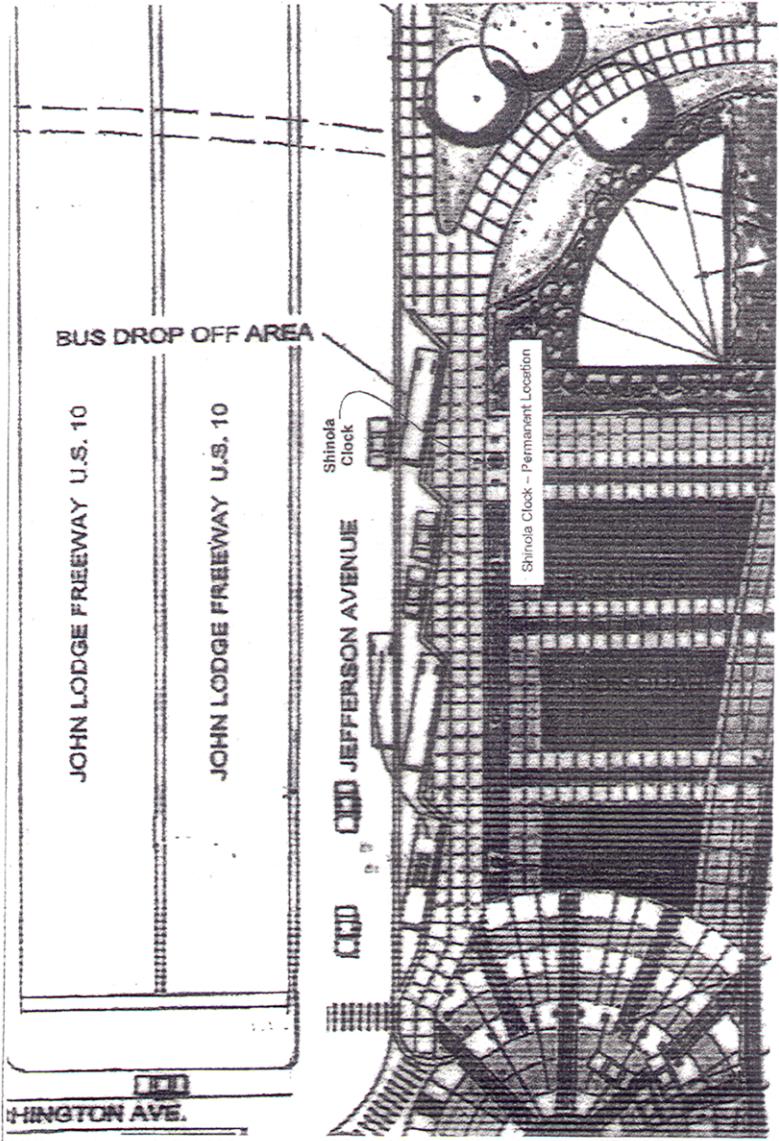 BUS DROP OFF AREA
JOHN LODGE FREEWAY U.S. 10
JOHN LODGE FREEWAY U.S. 10
Shinola
Clock
JEFFERSON AVENUE
Shinola Clock – Permanent Location
HINGTON AVE.